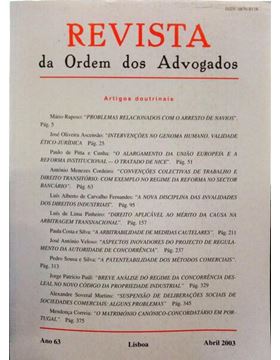 REVISTA
da Ordem dos Advogados
Artigos doutrinais
Mário Raposo: "PROBLEMAS RELACIONADOS COM O ARRESTO DE NAVIOS".
Pág. 5
José Oliveira Ascensão: "INTERVENÇÕES NO GENOMA HUMANO. VALIDADE
ÉTICO-JURÍDICA Pág. 25
Paulo de Pitta e Cunha: "O ALARGAMENTO DA UNIÃO EUROPEIA E A
REFORMA INSTITUCIONAL — O TRATADO DE NICE". Pág. 51
António Menezes Cordeiro: "CONVENÇÕES COLECTIVAS DE TRABALHO E
DIREITO TRANSITÓRIO: COM EXEMPLO NO REGIME DA REFORMA NO SECTOR
BANCÁRIO". Pág. 63
Luís Alberto de Carvalho Fernandes: "A NOVA DISCIPLINA DAS INVALIDADES
DOS DIREITOS INDUSTRIAIS". Pág. 95
Luís de Lima Pinheiro: "DIREITO APLICÁVEL AO MÉRITO DA CAUSA NA
ARBITRAGEM TRANSNACIONAL". Pág. 157
Paula Costa e Silva: "A ARBITRABILIDADE DE MEDIDAS CAUTELARES". Pág. 211
José António Veloso: "ASPECTOS INOVADORES DO PROJECTO DE REGULA-
MENTO DA AUTORIDADE DE CONCORRÊNCIA". Pág. 237
Pedro Sousa e Silva: "A PATENTEABILIDADE DOS MÉTODOS COMERCIAIS".
Pág. 313
Jorge Patrício Paúl: "BREVE ANÁLISE DO REGIME DA CONCORRÊNCIA DES-
LEAL NO NOVO CÓDIGO DA PROPRIEDADE INDUSTRIAL". Pág. 329
Alexandre Soveral Martins: "SUSPENSÃO DE DELIBERAÇÕES SOCIAIS DE
SOCIEDADES COMERCIAIS: ALGUNS PROBLEMAS". Pág. 345
Mendonça Correia: "O MATRIMÓNIO CANÓNICO-CONCORDATÁRIO EM POR-
TUGAL". Pág. 375
Ano 63 Lisboa Abril 2003